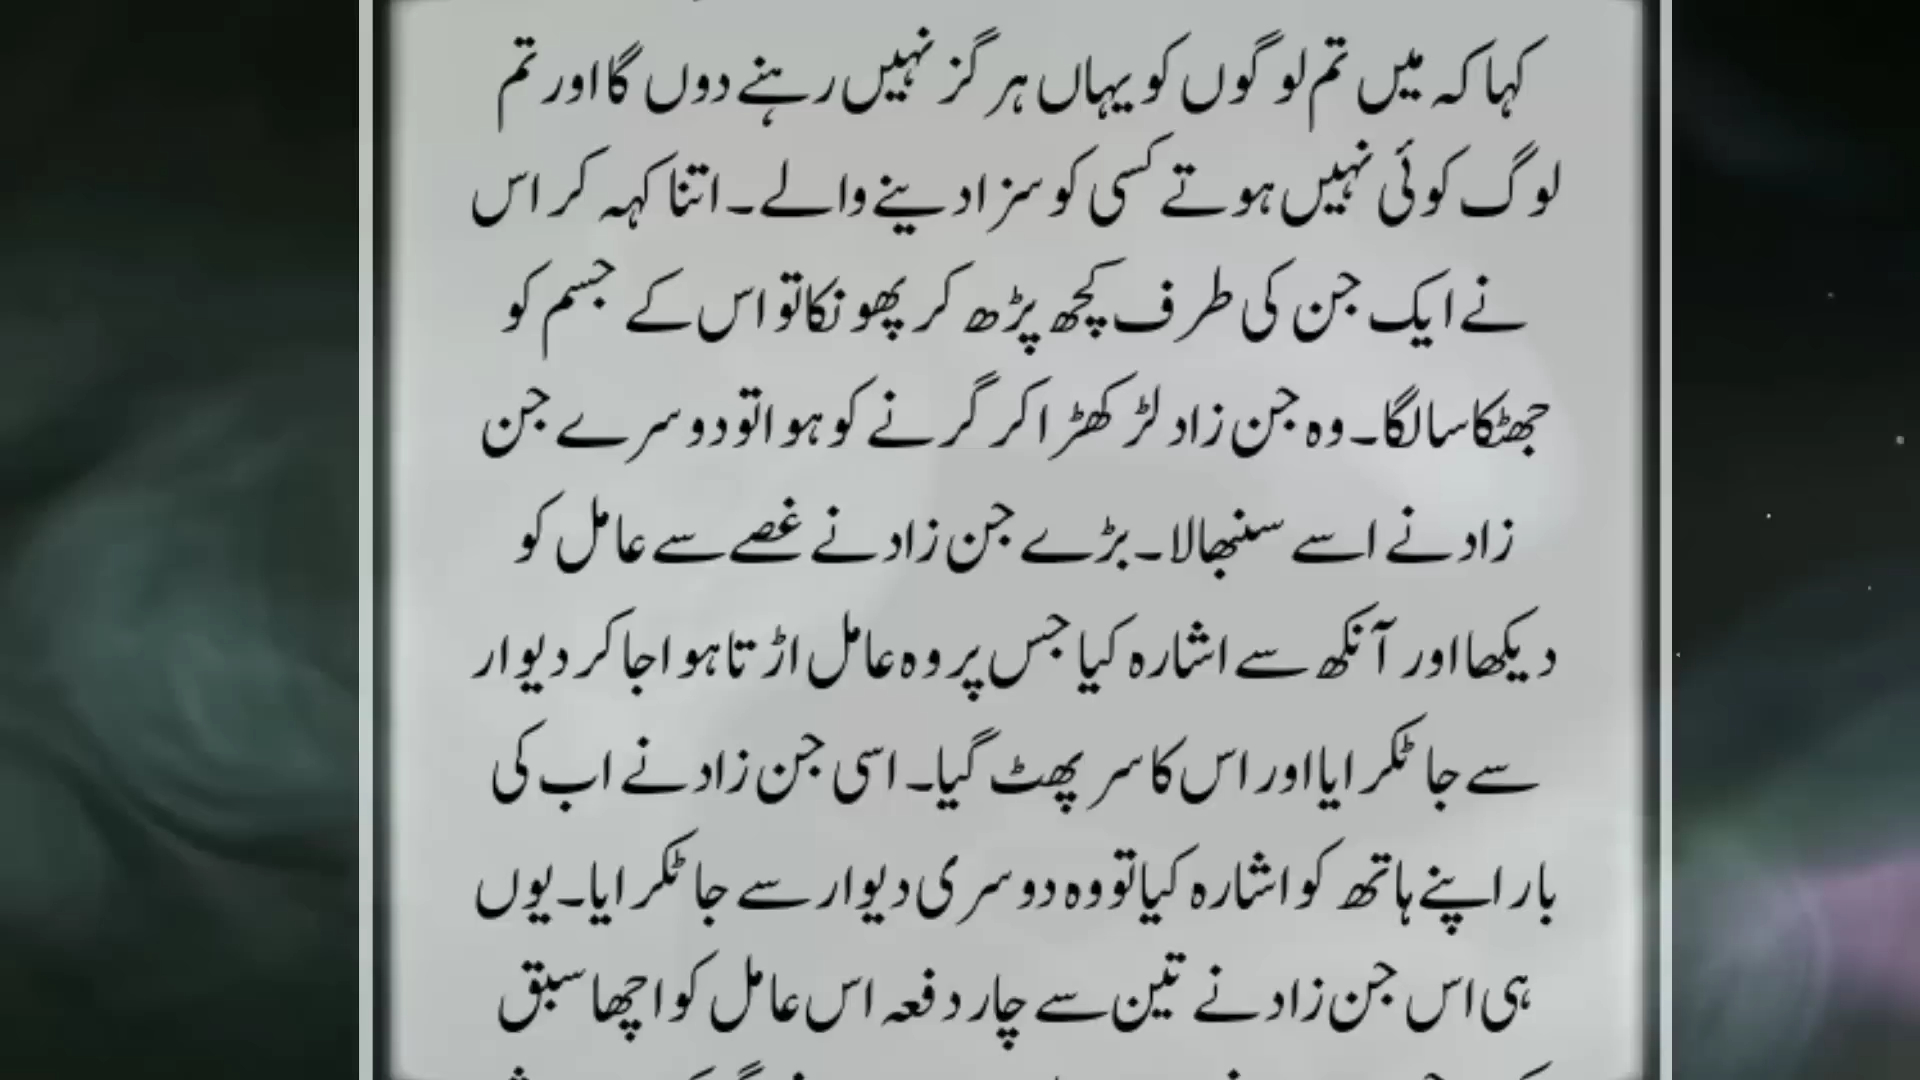 کہا کہ میں تم لوگوں کو یہاں ہرگز نہیں رہنے دوں گا اور تم
لوگ کوئی نہیں ہوتے کسی کو سزا دینے والے۔ اتنا کہہ کر اس
نے ایک جن کی طرف کچھ پڑھ کر پھونکا تو اس کے جسم کو
جھٹکا سا لگا۔ وہ جن زاد لڑکھڑا کر گرنے کو ہوا تو دوسرے جن
زاد نے اسے سنبھالا۔ بڑے جن زاد نے غصے سے عامل کو
دیکھا اور آنکھ سے اشارہ کیا جس پر وہ عامل اڑتا ہوا جا کر دیوار
سے جا ٹکرایا اور اس کا سر پھٹ گیا۔ اسی جن زاد نے اب کی
بار اپنے ہاتھ کو اشارہ کیا تو وہ دوسری دیوار سے جا ٹکرایا۔ یوں
ہی اس جن زاد نے تین سے چار دفعہ اس عامل کو اچھا سبق